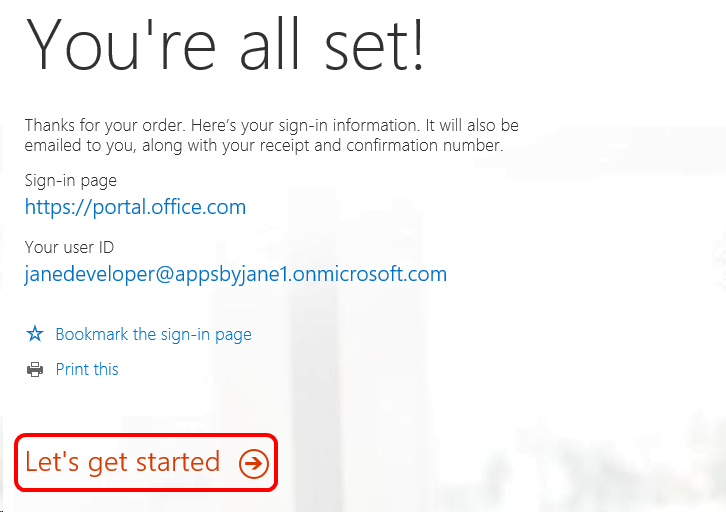 You're all set!
Thanks for your order. Here’s your sign-in information. It will also be
emailed to you, along with your receipt and confirmation number.
Sign-in page
https://portal.office.com
Your user ID
janedeveloper@appsbyjane1.onmicrosoft.com
Bookmark the sign-in page
Print this
Let's get started